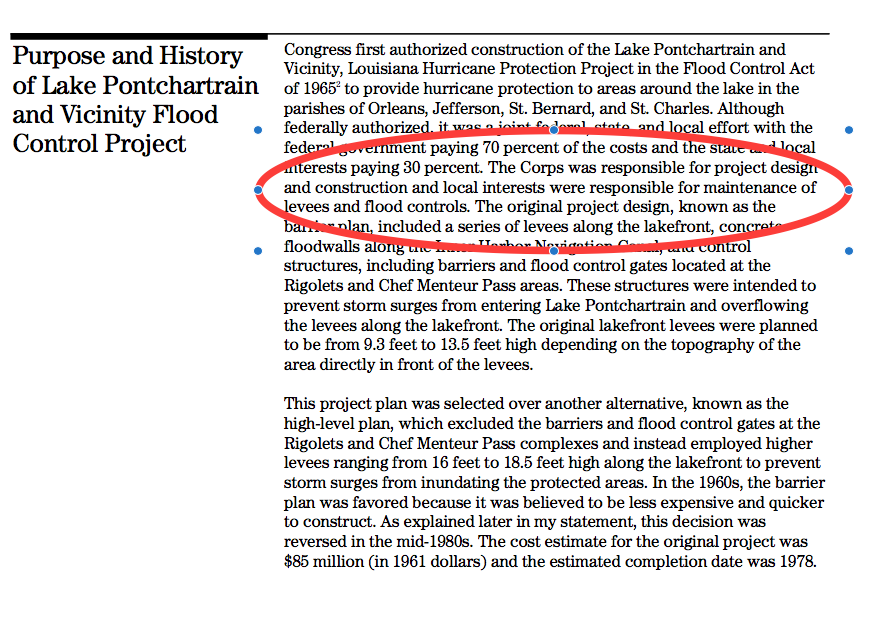 Purpose and History
of Lake Pontchartrain
and Vicinity Flood
Control Project
Congress first authorized construction of the Lake Pontchartrain and
Vicinity, Louisiana Hurricane Protection Project in the Flood Control Act
of 1965² to provide hurricane protection to areas around the lake in the
parishes of Orleans, Jefferson, St. Bernard, and St. Charles. Although
federally authorized, it was a joint federal, state, and local effort with the
federal government paying 70 percent of the costs and the state and local
interests paying 30 percent. The Corps was responsible for project design
and construction and local interests were responsible for maintenance of
levees and flood controls. The original project design, known as the
barrier plan, included a series of levees along the lakefront, concrete
floodwalls along the Inner Harbor Navigation Canal, and control
structures, including barriers and flood control gates located at the
Rigolets and Chef Menteur Pass areas. These structures were intended to
prevent storm surges from entering Lake Pontchartrain and overflowing
the levees along the lakefront. The original lakefront levees were planned
to be from 9.3 feet to 13.5 feet high depending on the topography of the
area directly in front of the levees.
This project plan was selected over another alternative, known as the
high-level plan, which excluded the barriers and flood control gates at the
Rigolets and Chef Menteur Pass complexes and instead employed higher
levees ranging from 16 feet to 18.5 feet high along the lakefront to prevent
storm surges from inundating the protected areas. In the 1960s, the barrier
plan was favored because it was believed to be less expensive and quicker
to construct. As explained later in my statement, this decision was
reversed in the mid-1980s. The cost estimate for the original project was
$85 million (in 1961 dollars) and the estimated completion date was 1978.